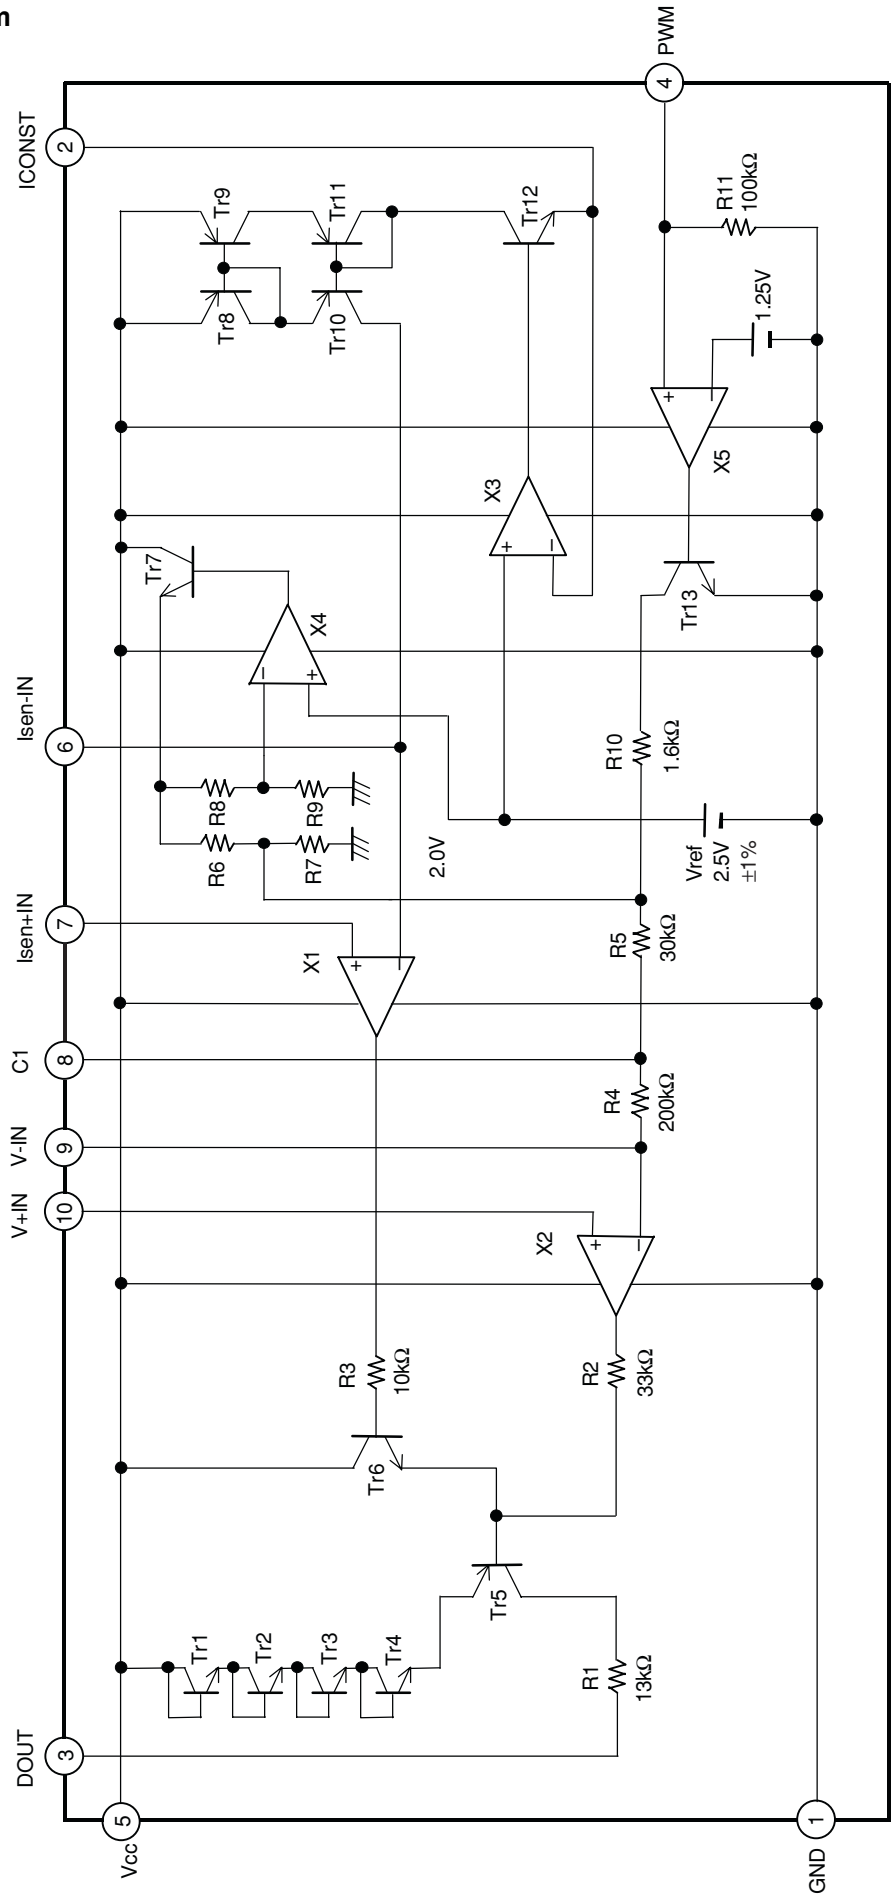 m
DOUT
3
V+IN
10
V-IN
9
C1
8
Isen+IN
7
Isen-IN
6
ICONST
2
Vcc
5
GND
1
PWM
4
Tr1
Tr2
Tr3
Tr4
R1
13kΩ
Tr5
Tr6
R3
10kΩ
R2
33kΩ
X2
+
−
R4
200kΩ
X1
+
−
R5
30kΩ
R6
R7
R8
R9
2.0V
Vref
2.5V
±1%
R10
1.6kΩ
Tr7
X4
−
+
X3
+
−
Tr13
X5
+
−
Tr8
Tr9
Tr10
Tr11
Tr12
1.25V
R11
100kΩ